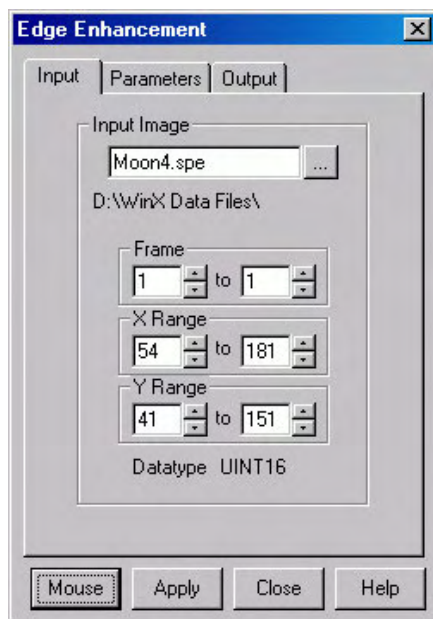 Edge Enhancement
Input Parameters Output
Input Image
Moon4.spe ...
D:\WinX Data Files\
Frame
1 to 1
X Range
54 to 181
Y Range
41 to 151
Datatype UINT16
Mouse Apply Close Help